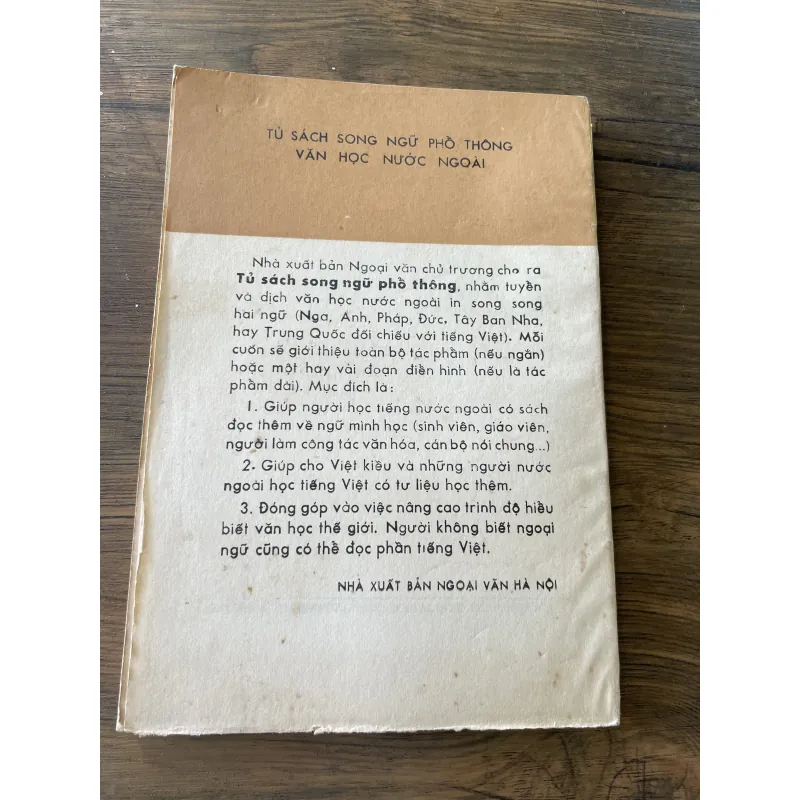 TỦ SÁCH SONG NGỮ PHỔ THÔNG
VĂN HỌC NƯỚC NGOÀI
Nhà xuất bản Ngoại văn chủ trương cho ra
Tủ sách song ngữ phổ thông, nhằm tuyển
và dịch văn học nước ngoài in song song
hai ngữ (Nga, Anh, Pháp, Đức, Tây Ban Nha,
hay Trung Quốc đối chiếu với tiếng Việt). Mỗi
cuốn sẽ giới thiệu toàn bộ tác phẩm (nếu ngắn)
hoặc một hay vài đoạn điển hình (nếu là tác
phẩm dài). Mục đích là:
1. Giúp người học tiếng nước ngoài có sách
đọc thêm về ngữ mình học (sinh viên, giáo viên,
người làm công tác văn hóa, cán bộ nói chung...)
2. Giúp cho Việt kiều và những người nước
ngoài học tiếng Việt có tư liệu học thêm.
3. Đóng góp vào việc nâng cao trình độ hiểu
biết văn học thế giới. Người không biết ngoại
ngữ cũng có thể đọc phần tiếng Việt.
NHÀ XUẤT BẢN NGOẠI VĂN HÀ NỘI